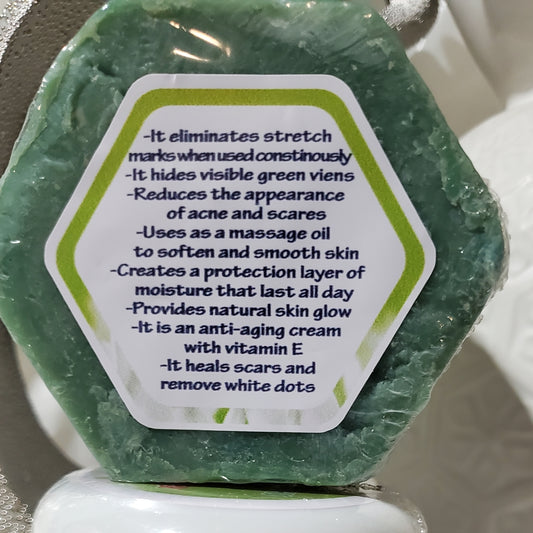 -It eliminates stretch
marks when used constinously
-It hides visible green viens
-Reduces the appearance
of acne and scares
-Uses as a massage oil
to soften and smooth skin
-Creates a protection layer of
moisture that last all day
-Provides natural skin glow
-It is an anti-aging cream
with vitamin E
-It heals scars and
remove white dots